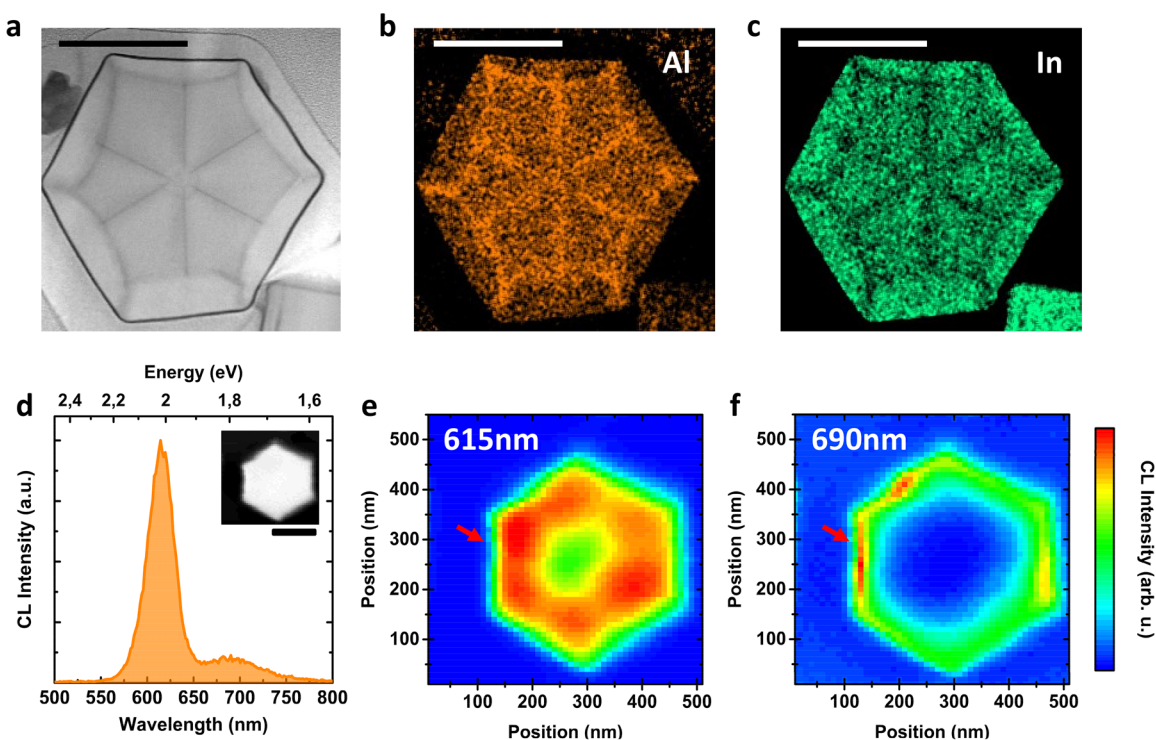 a
b
c
Al
In
Energy (eV)
d
2,4 2,2 2 1,8 1,6
CL Intensity (a.u.)
500 550 600 650 700 750 800
Wavelength (nm)
e
615nm
Position (nm)
500
400
300
200
100
100 200 300 400 500
Position (nm)
f
690nm
Position (nm)
500
400
300
200
100
100 200 300 400 500
Position (nm)
CL Intensity (arb. u.)